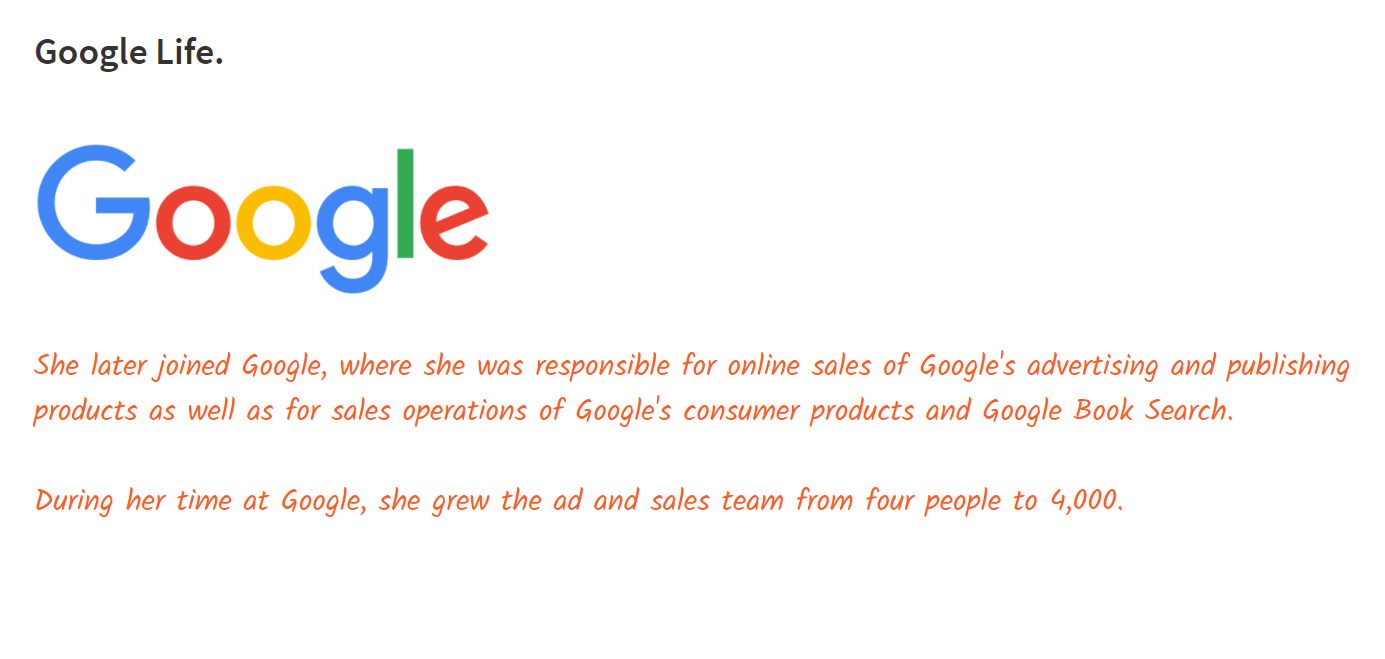 Google Life.
Google
She later joined Google, where she was responsible for online sales of Google's advertising and publishing
products as well as for sales operations of Google's consumer products and Google Book Search.
During her time at Google, she grew the ad and sales team from four people to 4,000.